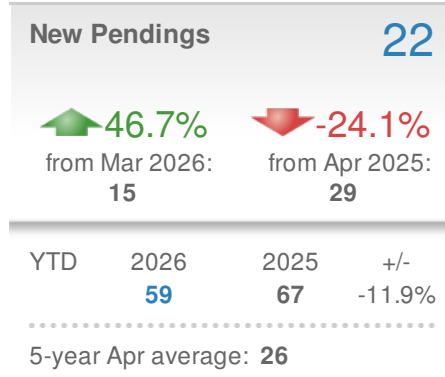 New Pendings 22
46.7% -24.1%
from Mar 2026: from Apr 2025:
15 29
YTD 2026 2025 +/-
59 67 -11.9%
5-year Apr average: 26